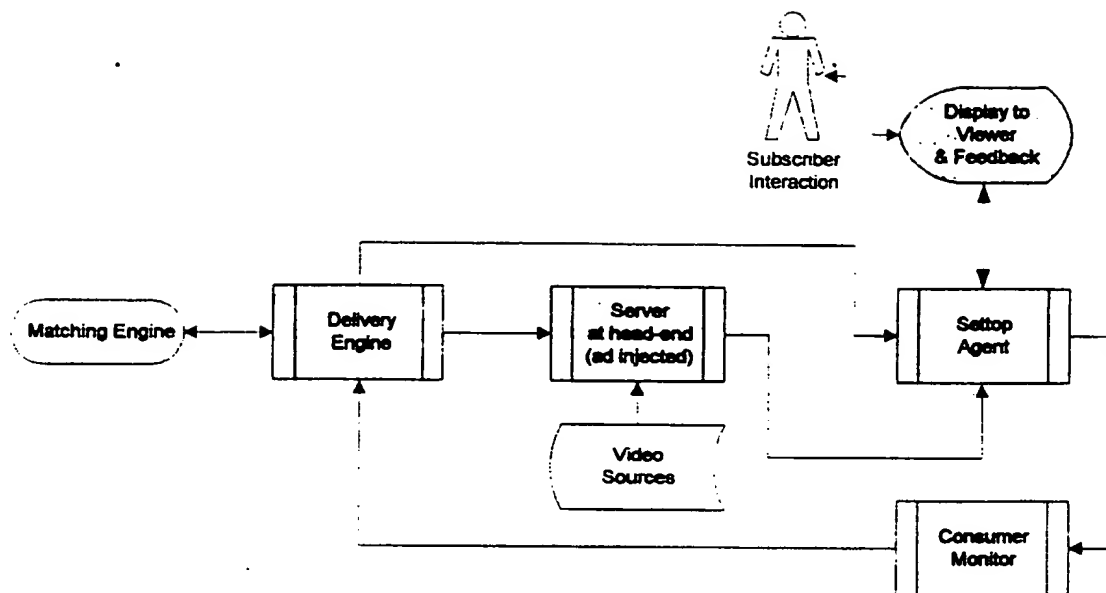 Display to
Viewer
& Feedback
Subscriber
Interaction
Matching Engine
Delivery
Engine
Server
at head-end
(ad injected)
Settop
Agent
Video
Sources
Consumer
Monitor